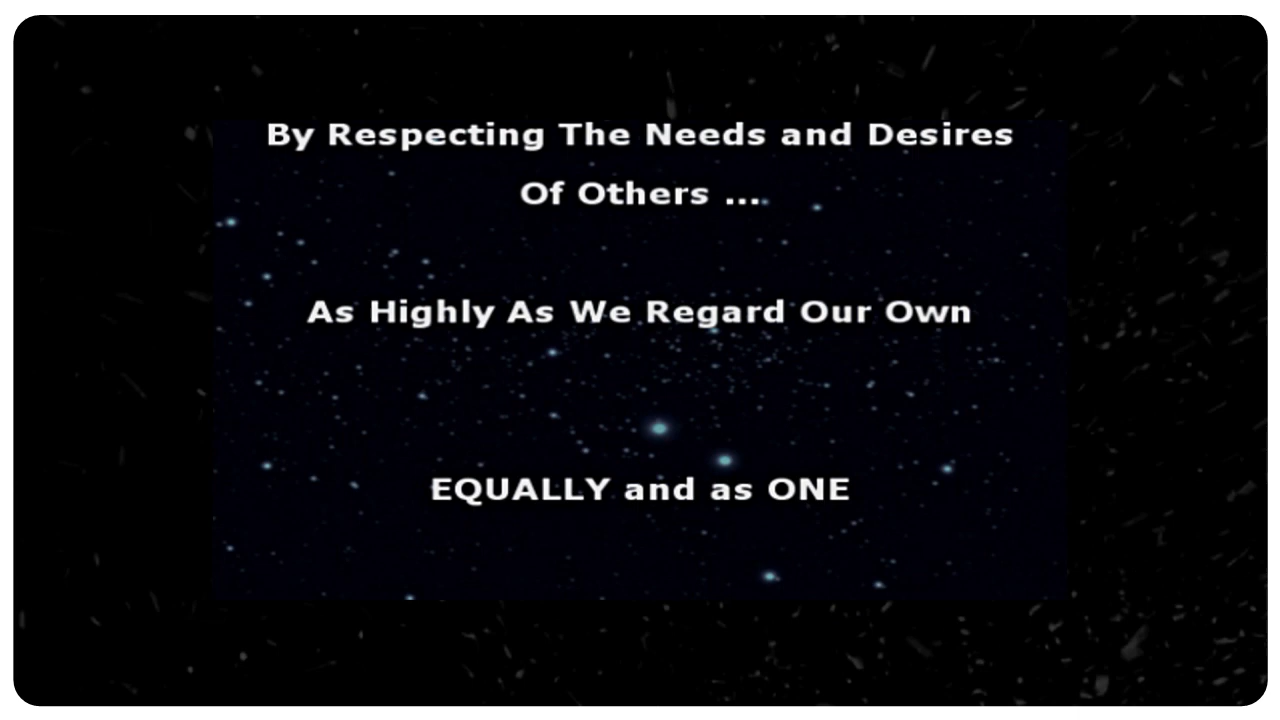 By Respecting The Needs and Desires
Of Others ...
As Highly As We Regard Our Own
EQUALLY and as ONE